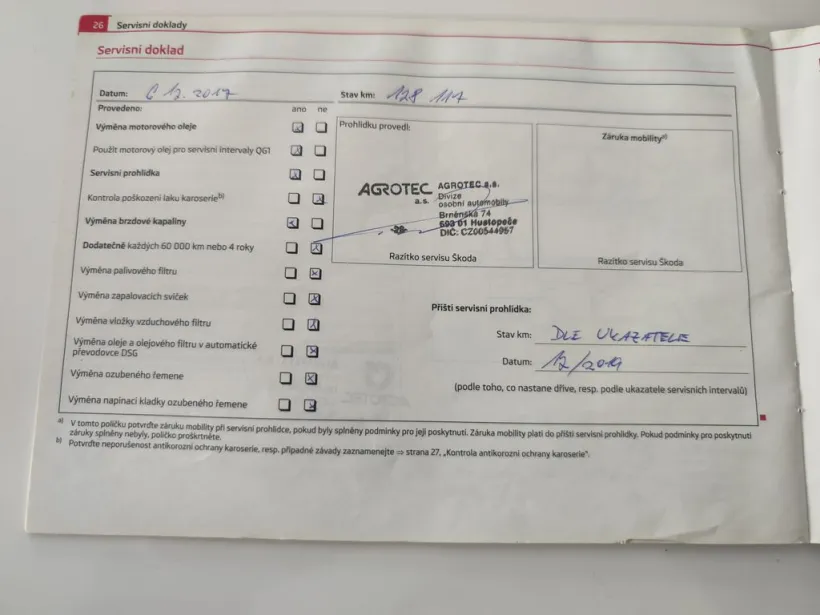 26 Servisní doklady
Servisní doklad
Datum: 6 12. 2017
Stav km: 128 117
Provedeno: ano ne
Výměna motorového oleje
Použit motorový olej pro servisní intervaly QG1
Servisní prohlídka
Kontrola poškození laku karoserie b)
Výměna brzdové kapaliny
Dodatečně každých 60 000 km nebo 4 roky
Výměna palivového filtru
Výměna zapalovacích svíček
Výměna vložky vzduchového filtru
Výměna oleje a olejového filtru v automatické
převodovce DSG
Výměna ozubeného řemene
Výměna napínací kladky ozubeného řemene
Prohlídku provedl:
AGROTEC
a.s.
AGROTEC a.s.
Divize
osobní automobily
Brněnská 74
693 01 Hustopeče
DIČ: CZ00544957
Razítko servisu Škoda
Záruka mobility a)
Razítko servisu Škoda
Příští servisní prohlídka:
Stav km: DLE UKAZATELE
Datum: 12/2019
(podle toho, co nastane dříve, resp. podle ukazatele servisních intervalů)
a) V tomto políčku potvrďte záruku mobility při servisní prohlídce, pokud byly splněny podmínky pro její poskytnutí. Záruka mobility platí do příští servisní prohlídky. Pokud podmínky pro poskytnutí
záruky splněny nebyly, políčko proškrtněte.
b) Potvrďte neporušenost antikorozní ochrany karoserie, resp. případné závady zaznamenejte ⇒ strana 27, „Kontrola antikorozní ochrany karoserie".